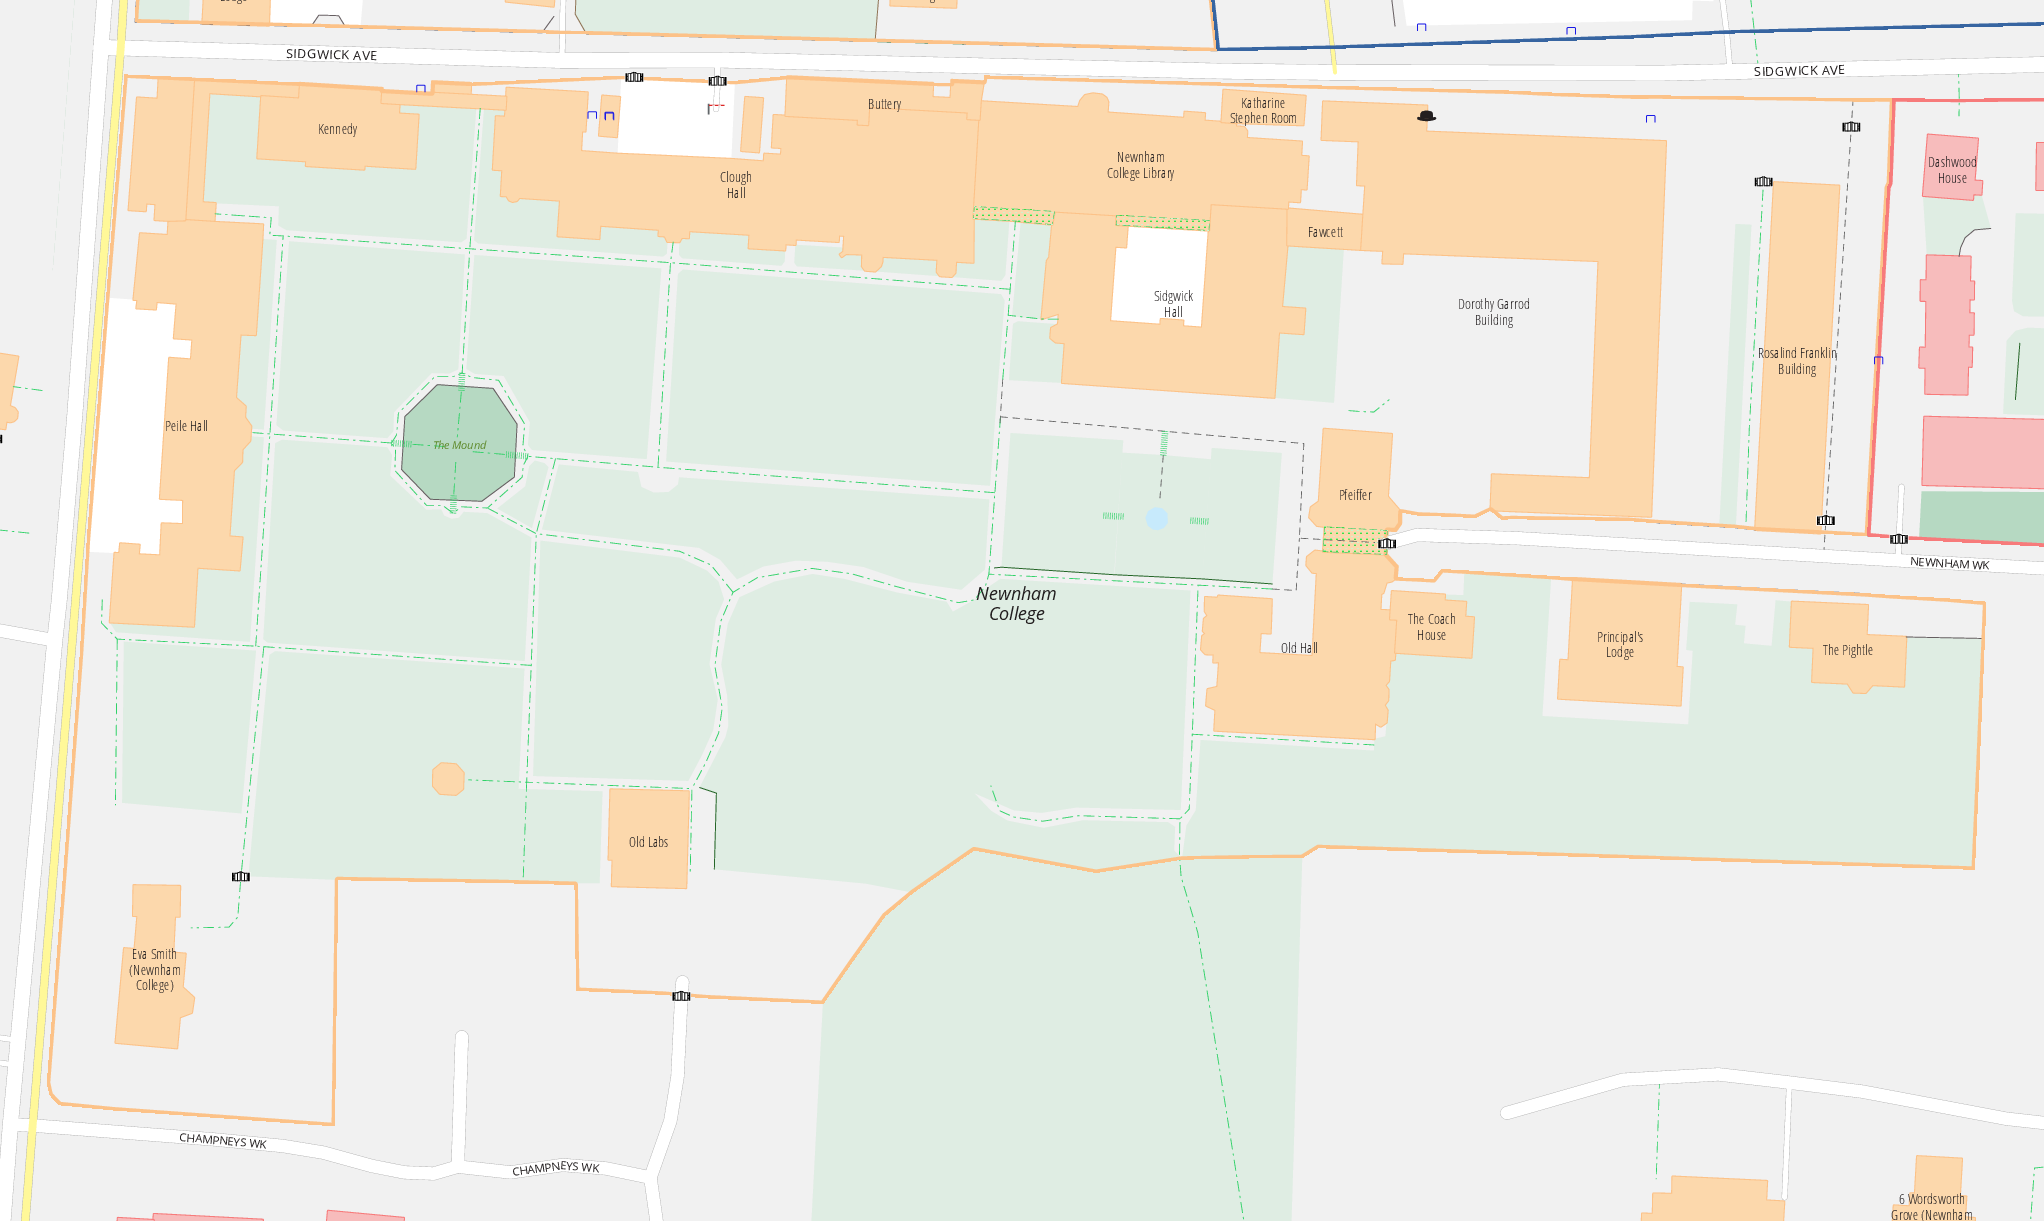 SIDGWICK AVE
SIDGWICK AVE
Kennedy
Buttery
Katharine
Stephen Room
Newnham
College Library
Clough
Hall
Dashwood
House
Fawcett
Sidgwick
Hall
Dorothy Garrod
Building
Rosalind Franklin
Building
Peile Hall
The Mound
Pfeiffer
NEWNHAM WK
Newnham
College
The Coach
House
Old Hall
Principal's
Lodge
The Pightle
Old Labs
Eva Smith
(Newnham
College)
CHAMPNEYS WK
CHAMPNEYS WK
6 Wordsworth
Grove (Newnham